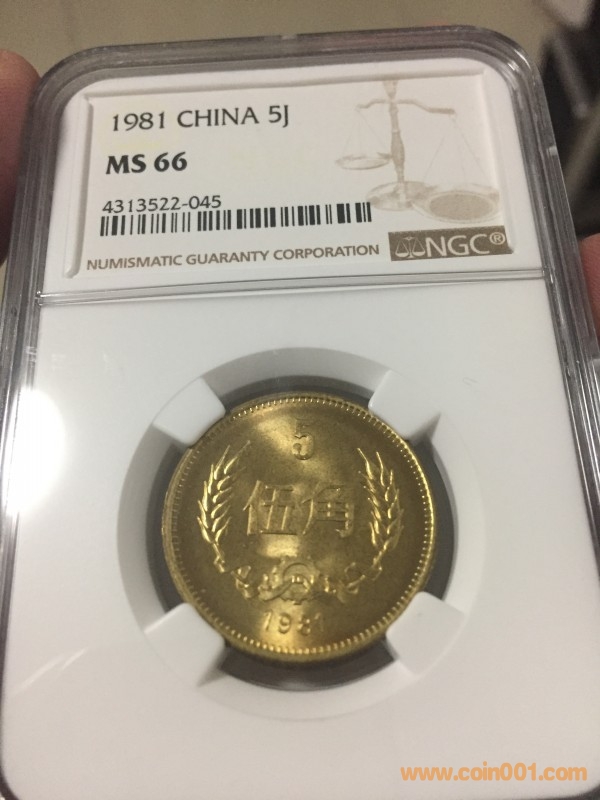 1981 CHINA 5J
MS 66
4313522-045
NUMISMATIC GUARANTY CORPORATION
NGC®
5
伍角
1981
www.coin001.com